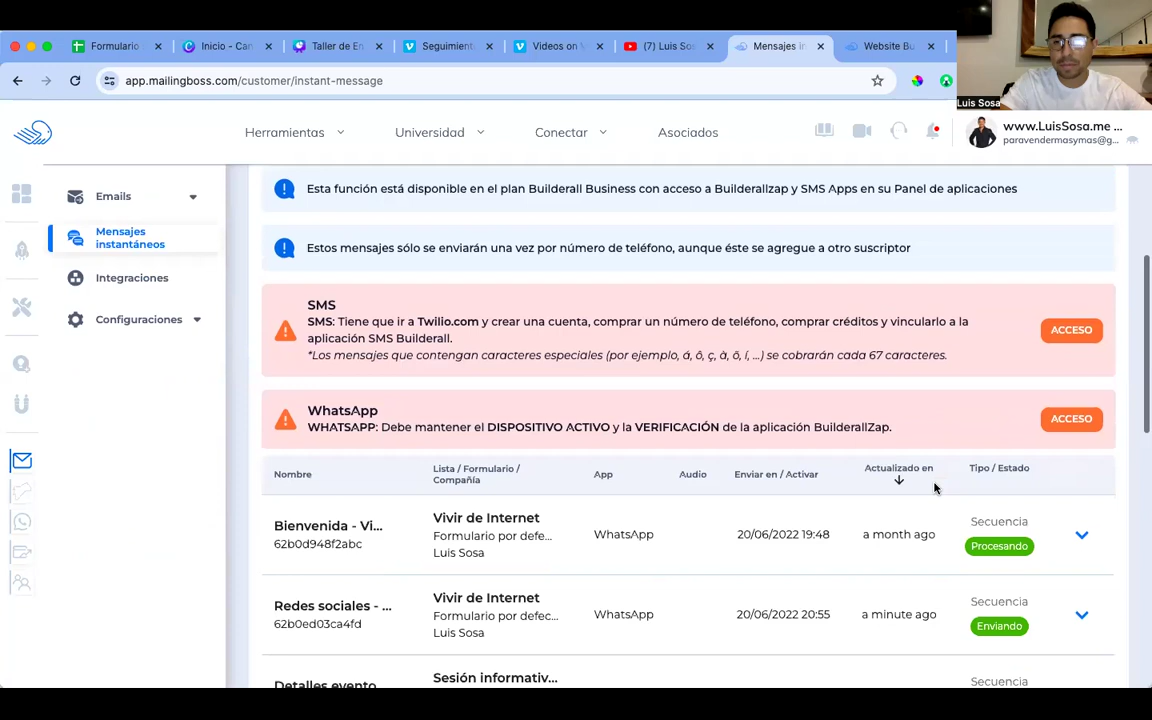 Formulario
Inicio - Can
Taller de En
Seguimient
Videos on V
(7) Luis Sos
Mensajes In
Website Bu
app.mailingboss.com/customer/instant-message
Luis Sosa
Herramientas
Universidad
Conectar
Asociados
www.LuisSosa.me ...
paravendermasymas@g...
Emails
Mensajes
instantáneos
Integraciones
Configuraciones
Esta función está disponible en el plan Builderall Business con acceso a Builderallzap y SMS Apps en su Panel de aplicaciones
Estos mensajes sólo se enviarán una vez por número de teléfono, aunque éste se agregue a otro suscriptor
SMS
SMS: Tiene que ir a Twilio.com y crear una cuenta, comprar un número de teléfono, comprar créditos y vincularlo a la
aplicación SMS Builderall.
*Los mensajes que contengan caracteres especiales (por ejemplo, á, ô, ç, à, õ, í, ...) se cobrarán cada 67 caracteres.
ACCESO
WhatsApp
WHATSAPP: Debe mantener el DISPOSITIVO ACTIVO y la VERIFICACIÓN de la aplicación BuilderallZap.
ACCESO
Nombre
Lista / Formulario /
Compañía
App
Audio
Enviar en / Activar
Actualizado en
Tipo / Estado
Bienvenida - Vi...
62b0d948f2abc
Vivir de Internet
Formulario por defe...
Luis Sosa
WhatsApp
20/06/2022 19:48
a month ago
Secuencia
Procesando
Redes sociales - ...
62b0ed03ca4fd
Vivir de Internet
Formulario por defec...
Luis Sosa
WhatsApp
20/06/2022 20:55
a minute ago
Secuencia
Enviando
Detalles evento
Sesión informativ...
Secuencia